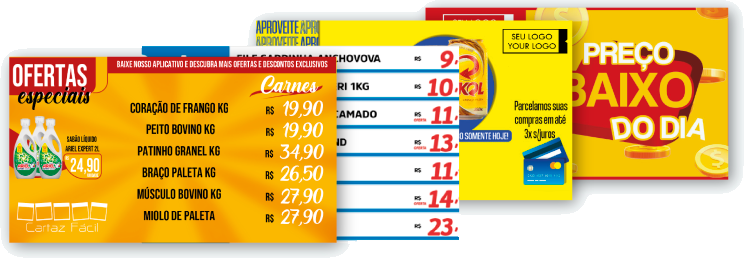 OFERTAS
especiais
BAIXE NOSSO APLICATIVO E DESCUBRA MAIS OFERTAS E DESCONTOS EXCLUSIVOS
Carnes
CORAÇÃO DE FRANGO KG R$ 19,90
PEITO BOVINO KG R$ 19,90
PATINHO GRANEL KG R$ 34,90
BRAÇO PALETA KG R$ 26,50
MÚSCULO BOVINO KG R$ 27,90
MIOLO DE PALETA R$ 27,90
SABÃO LÍQUIDO
ARIEL EXPERT 2L
24,90
Cartaz Fácil
ANCHOVOVA R$ 9,
RI 1KG R$ 10,
CAMADO R$ 11,
ND R$ 13,
R$ 11,
R$ 14,
R$ 23,
APROVEITE
APROVEITE
KOL
SOMENTE HOJE!
SEU LOGO
YOUR LOGO
Parcelamos suas
compras em até
3x s/juros
PREÇO
BAIXO
DO DIA